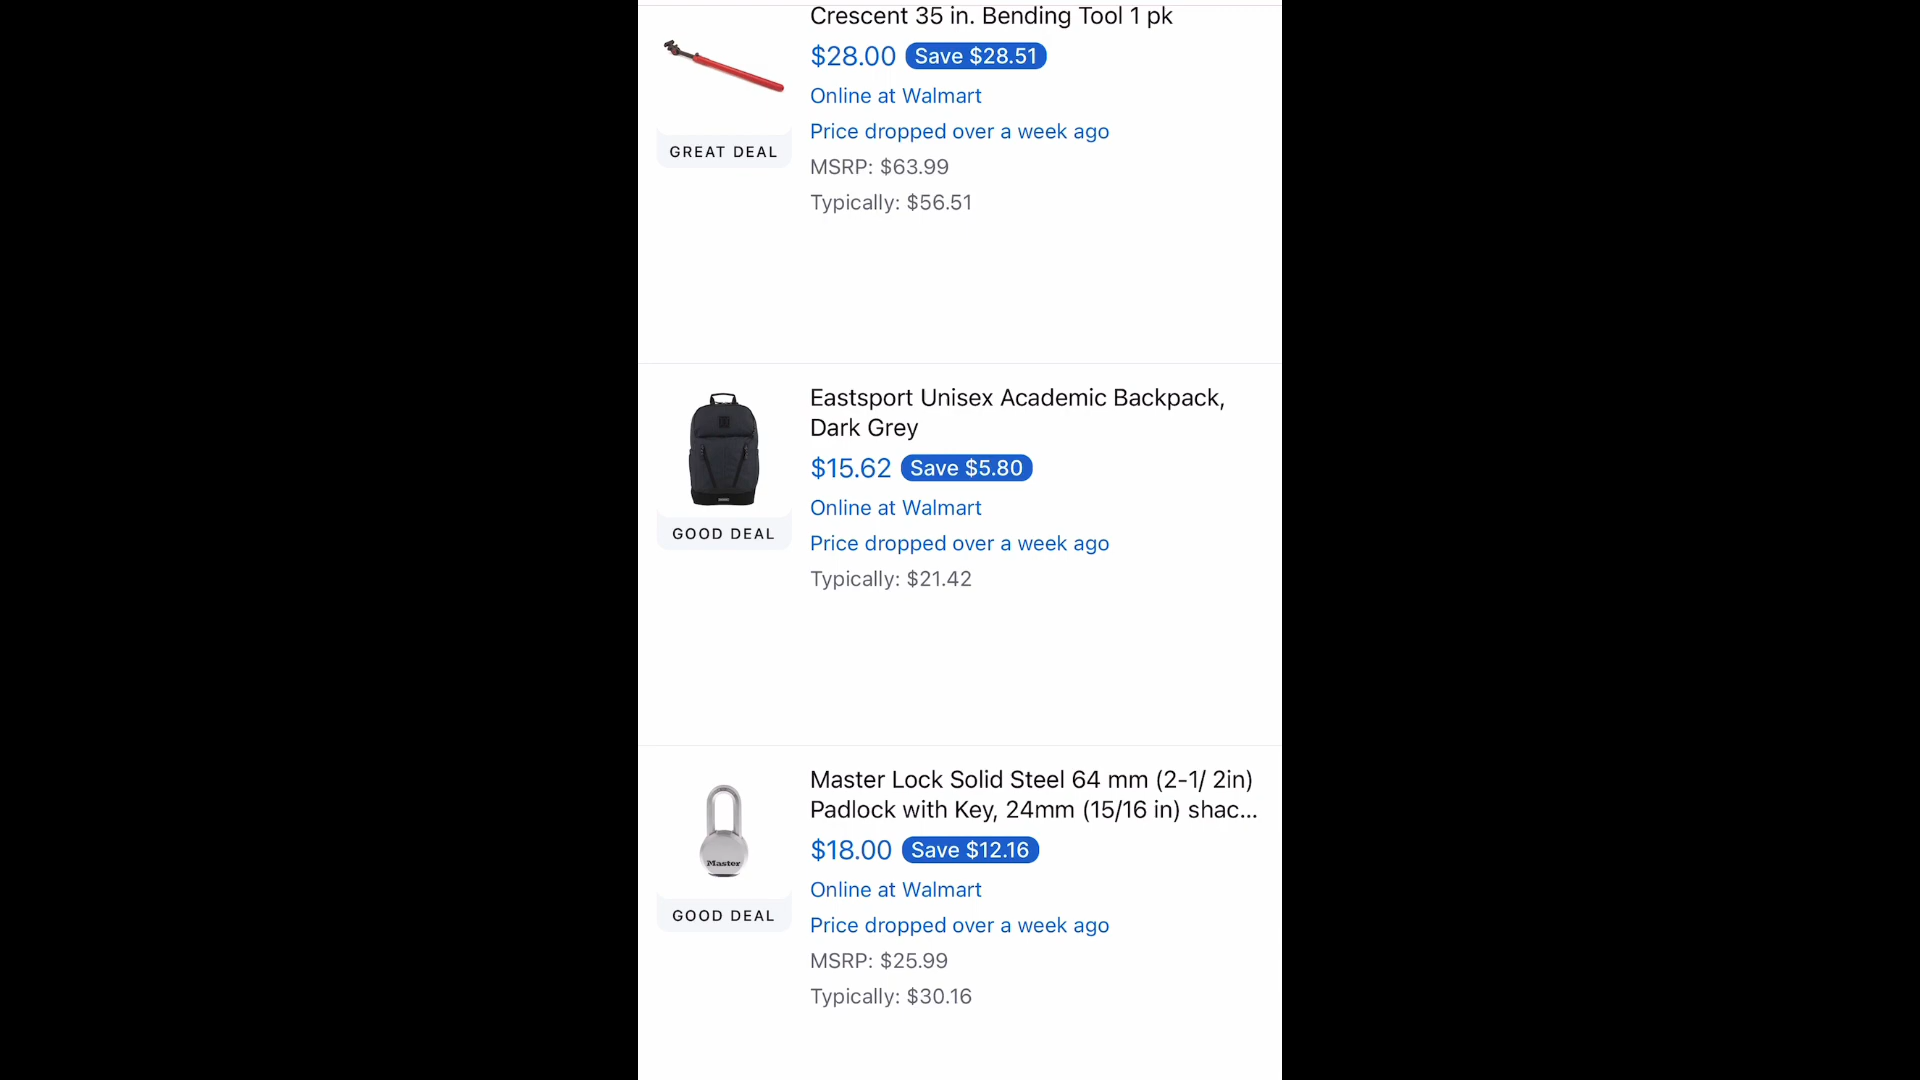 Crescent 35 in. Bending Tool 1 pk
$28.00 Save $28.51
Online at Walmart
Price dropped over a week ago
GREAT DEAL
MSRP: $63.99
Typically: $56.51
Eastsport Unisex Academic Backpack,
Dark Grey
$15.62 Save $5.80
Online at Walmart
GOOD DEAL
Price dropped over a week ago
Typically: $21.42
Master Lock Solid Steel 64 mm (2-1/ 2in)
Padlock with Key, 24mm (15/16 in) shac...
$18.00 Save $12.16
Master
Online at Walmart
GOOD DEAL
Price dropped over a week ago
MSRP: $25.99
Typically: $30.16